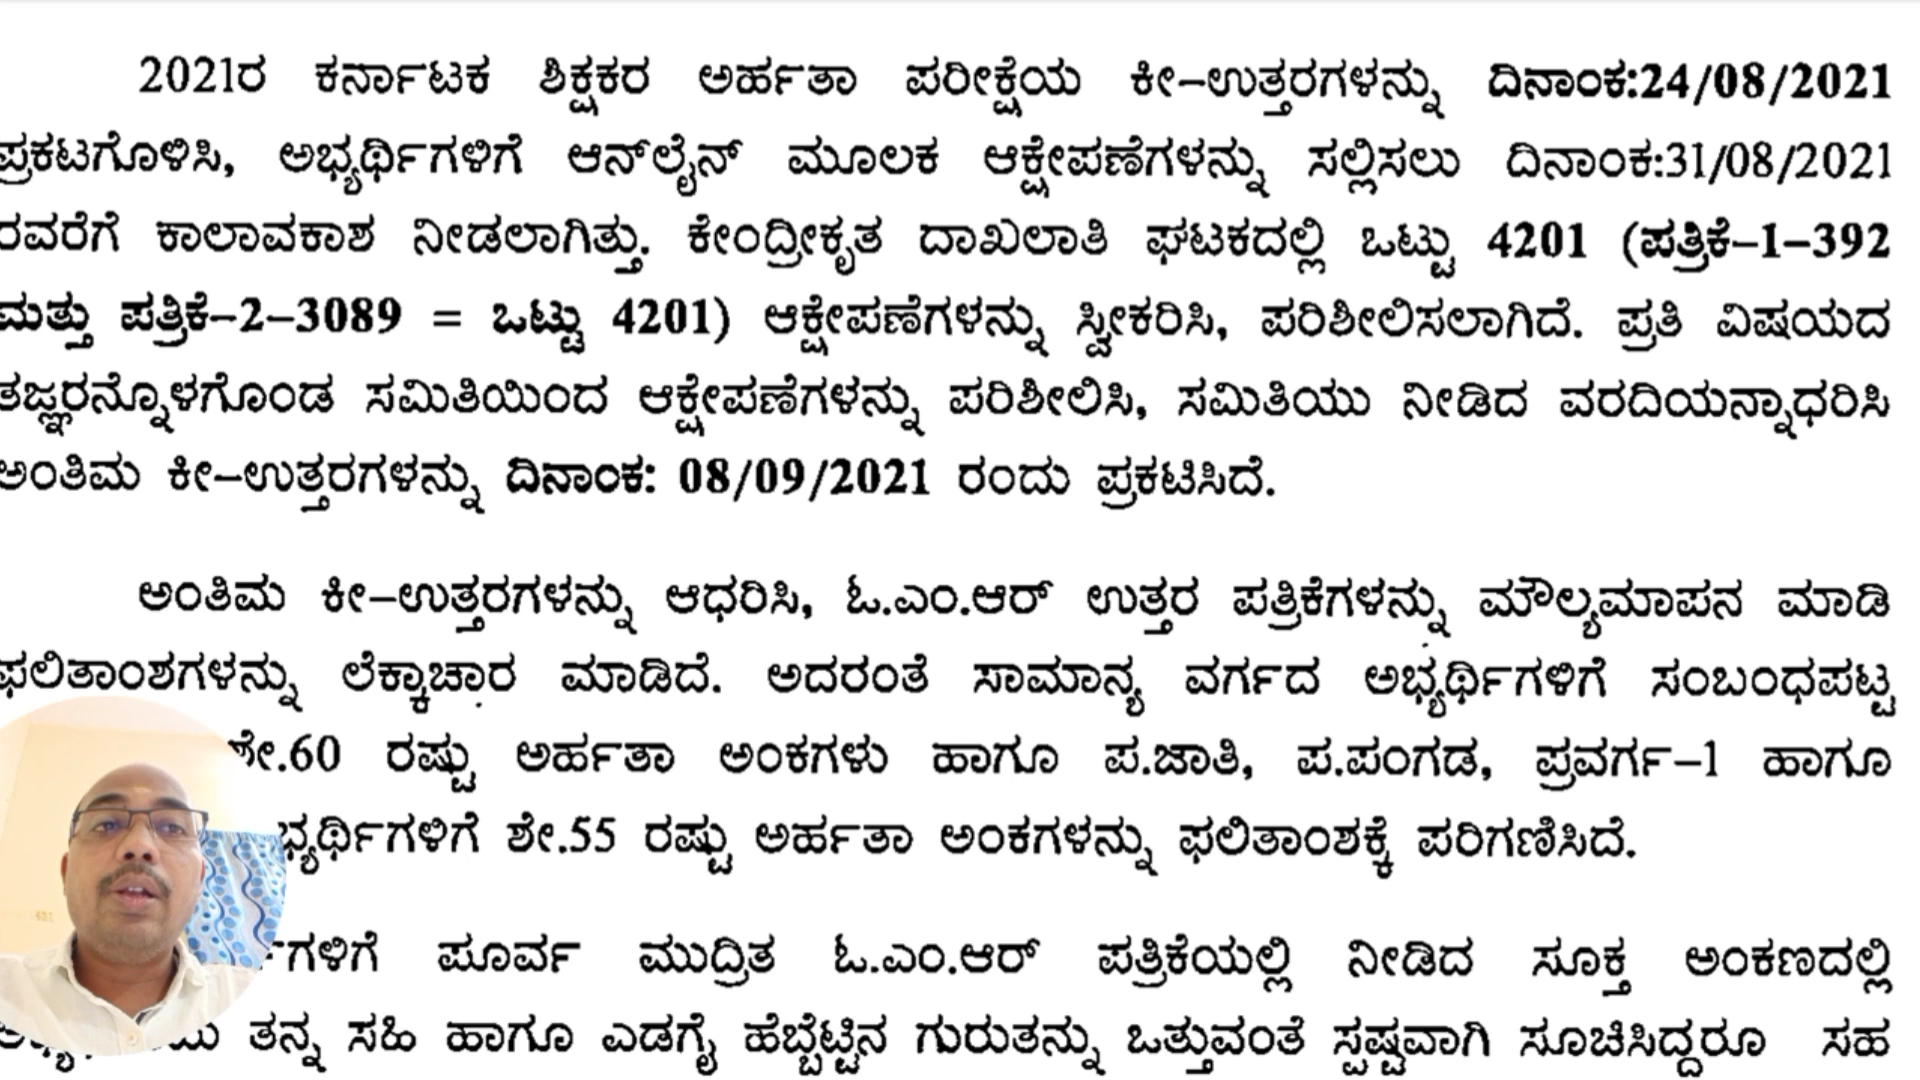 2021ರ ಕರ್ನಾಟಕ ಶಿಕ್ಷಕರ ಅರ್ಹತಾ ಪರೀಕ್ಷೆಯ ಕೀ-ಉತ್ತರಗಳನ್ನು ದಿನಾಂಕ:24/08/2021
ಪ್ರಕಟಗೊಳಿಸಿ, ಅಭ್ಯರ್ಥಿಗಳಿಗೆ ಆನ್‌ಲೈನ್ ಮೂಲಕ ಆಕ್ಷೇಪಣೆಗಳನ್ನು ಸಲ್ಲಿಸಲು ದಿನಾಂಕ:31/08/2021
ರವರೆಗೆ ಕಾಲಾವಕಾಶ ನೀಡಲಾಗಿತ್ತು. ಕೇಂದ್ರೀಕೃತ ದಾಖಲಾತಿ ಘಟಕದಲ್ಲಿ ಒಟ್ಟು 4201 (ಪತ್ರಿಕೆ-1-392
ಮತ್ತು ಪತ್ರಿಕೆ-2-3089 = ಒಟ್ಟು 4201) ಆಕ್ಷೇಪಣೆಗಳನ್ನು ಸ್ವೀಕರಿಸಿ, ಪರಿಶೀಲಿಸಲಾಗಿದೆ. ಪ್ರತಿ ವಿಷಯದ
ತಜ್ಞರನ್ನೊಳಗೊಂಡ ಸಮಿತಿಯಿಂದ ಆಕ್ಷೇಪಣೆಗಳನ್ನು ಪರಿಶೀಲಿಸಿ, ಸಮಿತಿಯು ನೀಡಿದ ವರದಿಯನ್ನಾಧರಿಸಿ
ಅಂತಿಮ ಕೀ-ಉತ್ತರಗಳನ್ನು ದಿನಾಂಕ: 08/09/2021 ರಂದು ಪ್ರಕಟಿಸಿದೆ.
ಅಂತಿಮ ಕೀ-ಉತ್ತರಗಳನ್ನು ಆಧರಿಸಿ, ಓ.ಎಂ.ಆರ್ ಉತ್ತರ ಪತ್ರಿಕೆಗಳನ್ನು ಮೌಲ್ಯಮಾಪನ ಮಾಡಿ
ಫಲಿತಾಂಶಗಳನ್ನು ಲೆಕ್ಕಾಚಾರ ಮಾಡಿದೆ. ಅದರಂತೆ ಸಾಮಾನ್ಯ ವರ್ಗದ ಅಭ್ಯರ್ಥಿಗಳಿಗೆ ಸಂಬಂಧಪಟ್ಟ
ಶೇ.60 ರಷ್ಟು ಅರ್ಹತಾ ಅಂಕಗಳು ಹಾಗೂ ಪ.ಜಾತಿ, ಪ.ಪಂಗಡ, ಪ್ರವರ್ಗ-1 ಹಾಗೂ
ಭ್ಯರ್ಥಿಗಳಿಗೆ ಶೇ.55 ರಷ್ಟು ಅರ್ಹತಾ ಅಂಕಗಳನ್ನು ಫಲಿತಾಂಶಕ್ಕೆ ಪರಿಗಣಿಸಿದೆ.
ಗಳಿಗೆ ಪೂರ್ವ ಮುದ್ರಿತ ಓ.ಎಂ.ಆರ್ ಪತ್ರಿಕೆಯಲ್ಲಿ ನೀಡಿದ ಸೂಕ್ತ ಅಂಕಣದಲ್ಲಿ
ತನ್ನ ಸಹಿ ಹಾಗೂ ಎಡಗೈ ಹೆಬ್ಬೆಟ್ಟಿನ ಗುರುತನ್ನು ಒತ್ತುವಂತೆ ಸ್ಪಷ್ಟವಾಗಿ ಸೂಚಿಸಿದ್ದರೂ ಸಹ